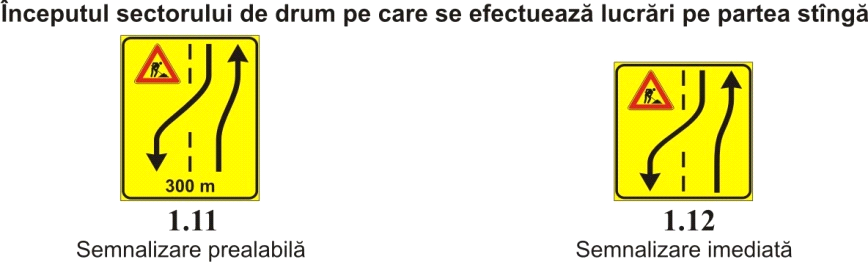 Începutul sectorului de drum pe care se efectuează lucrări pe partea stîngă
300 m
1.11
1.12
Semnalizare prealabilă
Semnalizare imediată